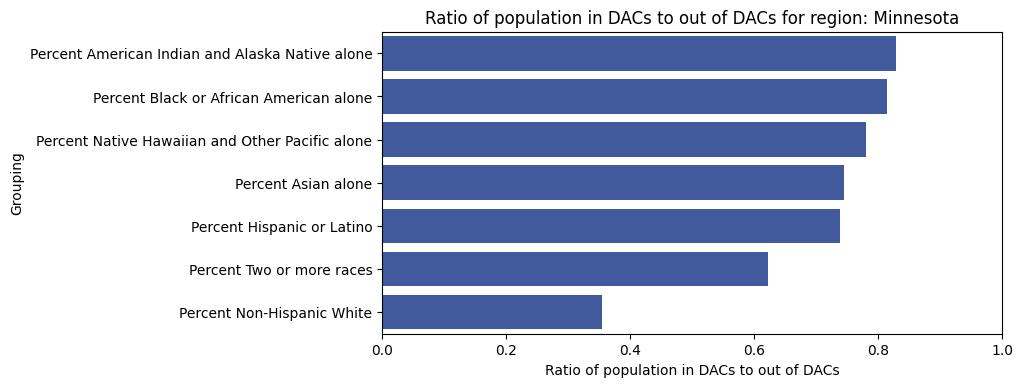 Ratio of population in DACs to out of DACs for region: Minnesota
Grouping
Percent American Indian and Alaska Native alone
Percent Black or African American alone
Percent Native Hawaiian and Other Pacific alone
Percent Asian alone
Percent Hispanic or Latino
Percent Two or more races
Percent Non-Hispanic White
0.0 0.2 0.4 0.6 0.8 1.0
Ratio of population in DACs to out of DACs